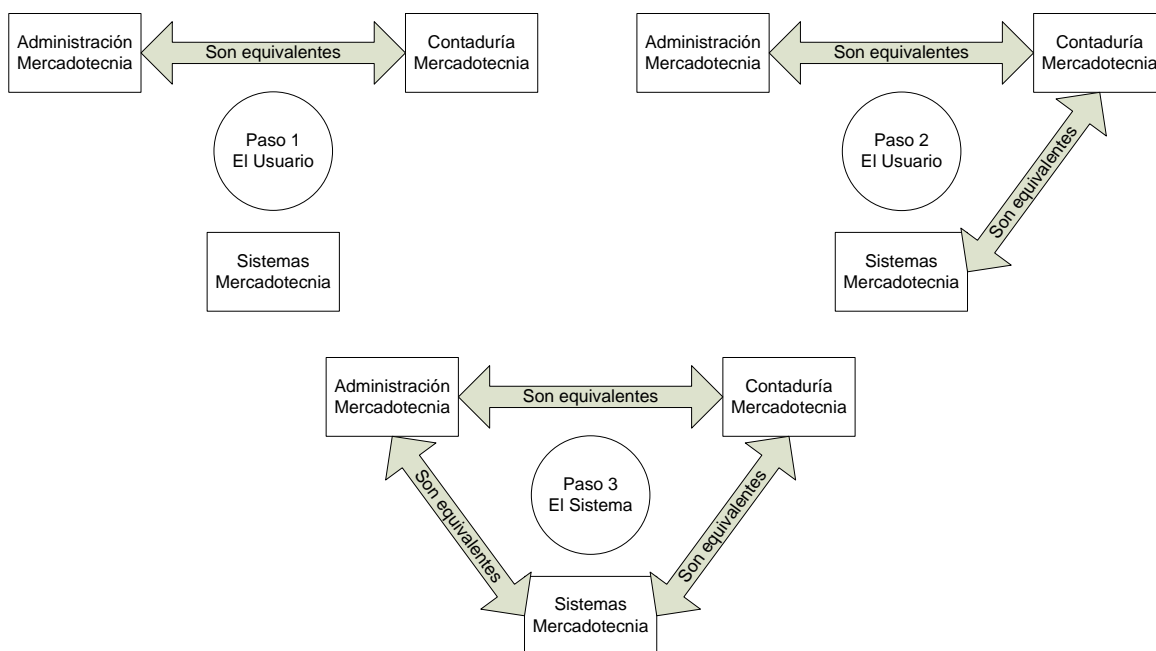 Administración
Mercadotecnia
Son equivalentes
Contaduría
Mercadotecnia
Paso 1
El Usuario
Sistemas
Mercadotecnia
Administración
Mercadotecnia
Son equivalentes
Contaduría
Mercadotecnia
Paso 2
El Usuario
Son equivalentes
Sistemas
Mercadotecnia
Administración
Mercadotecnia
Son equivalentes
Contaduría
Mercadotecnia
Son equivalentes
Paso 3
El Sistema
Son equivalentes
Sistemas
Mercadotecnia